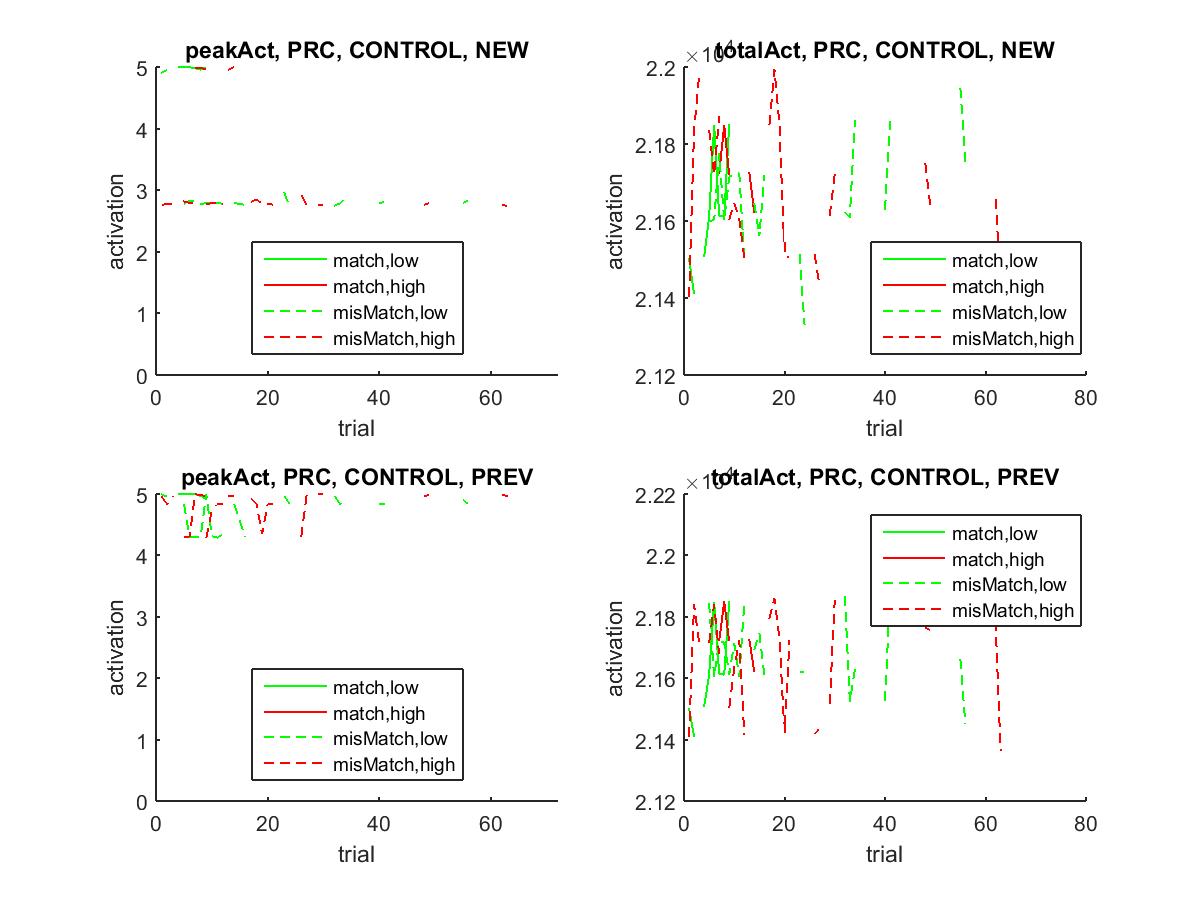 peakAct, PRC, CONTROL, NEW
5
4
3
2
1
0
activation
match,low
match,high
misMatch,low
misMatch,high
0 20 40 60
trial
×10⁴
totalAct, PRC, CONTROL, NEW
2.2
2.18
2.16
2.14
2.12
activation
match,low
match,high
misMatch,low
misMatch,high
0 20 40 60 80
trial
peakAct, PRC, CONTROL, PREV
5
4
3
2
1
0
activation
match,low
match,high
misMatch,low
misMatch,high
0 20 40 60
trial
×10⁴
totalAct, PRC, CONTROL, PREV
2.22
2.2
2.18
2.16
2.14
2.12
activation
match,low
match,high
misMatch,low
misMatch,high
0 20 40 60 80
trial